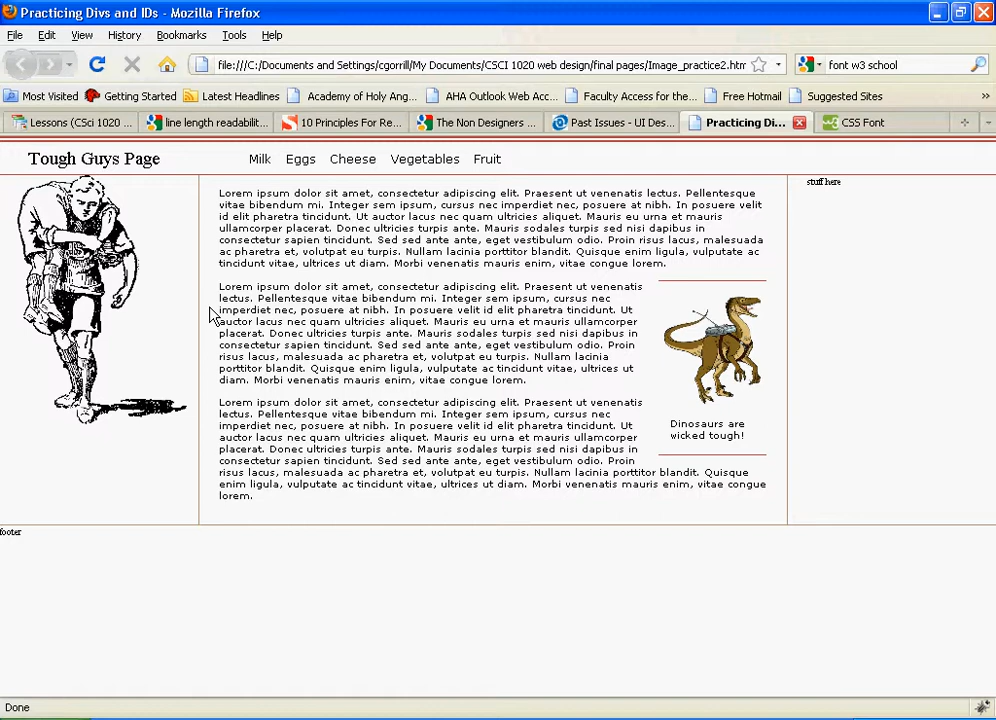 Practicing Divs and IDs - Mozilla Firefox
File Edit View History Bookmarks Tools Help
file:///C:/Documents and Settings/cgorrill/My Documents/CSCI 1020 web design/final pages/Image_practice2.htm
font w3 school
Most Visited Getting Started Latest Headlines Academy of Holy Ang... AHA Outlook Web Acc... Faculty Access for the... Free Hotmail Suggested Sites »
Lessons (CSci 1020 ... line length readabilit... 10 Principles For Re... The Non Designers ... Past Issues - UI Des... Practicing Di... CSS Font
Tough Guys Page
Milk Eggs Cheese Vegetables Fruit
Lorem ipsum dolor sit amet, consectetur adipiscing elit. Praesent ut venenatis lectus. Pellentesque
vitae bibendum mi. Integer sem ipsum, cursus nec imperdiet nec, posuere at nibh. In posuere velit
id elit pharetra tincidunt. Ut auctor lacus nec quam ultricies aliquet. Mauris eu urna et mauris
ullamcorper placerat. Donec ultricies turpis ante. Mauris sodales turpis sed nisi dapibus in
consectetur sapien tincidunt. Sed sed ante ante, eget vestibulum odio. Proin risus lacus, malesuada
ac pharetra et, volutpat eu turpis. Nullam lacinia porttitor blandit. Quisque enim ligula, vulputate ac
tincidunt vitae, ultrices ut diam. Morbi venenatis mauris enim, vitae congue lorem.
Lorem ipsum dolor sit amet, consectetur adipiscing elit. Praesent ut venenatis
lectus. Pellentesque vitae bibendum mi. Integer sem ipsum, cursus nec
imperdiet nec, posuere at nibh. In posuere velit id elit pharetra tincidunt. Ut
auctor lacus nec quam ultricies aliquet. Mauris eu urna et mauris ullamcorper
placerat. Donec ultricies turpis ante. Mauris sodales turpis sed nisi dapibus in
consectetur sapien tincidunt. Sed sed ante ante, eget vestibulum odio. Proin
risus lacus, malesuada ac pharetra et, volutpat eu turpis. Nullam lacinia
porttitor blandit. Quisque enim ligula, vulputate ac tincidunt vitae, ultrices ut
diam. Morbi venenatis mauris enim, vitae congue lorem.
Lorem ipsum dolor sit amet, consectetur adipiscing elit. Praesent ut venenatis
lectus. Pellentesque vitae bibendum mi. Integer sem ipsum, cursus nec
imperdiet nec, posuere at nibh. In posuere velit id elit pharetra tincidunt. Ut
auctor lacus nec quam ultricies aliquet. Mauris eu urna et mauris ullamcorper
placerat. Donec ultricies turpis ante. Mauris sodales turpis sed nisi dapibus in
consectetur sapien tincidunt. Sed sed ante ante, eget vestibulum odio. Proin
risus lacus, malesuada ac pharetra et, volutpat eu turpis. Nullam lacinia porttitor blandit. Quisque
enim ligula, vulputate ac tincidunt vitae, ultrices ut diam. Morbi venenatis mauris enim, vitae congue
lorem.
Dinosaurs are
wicked tough!
stuff here
footer
Done